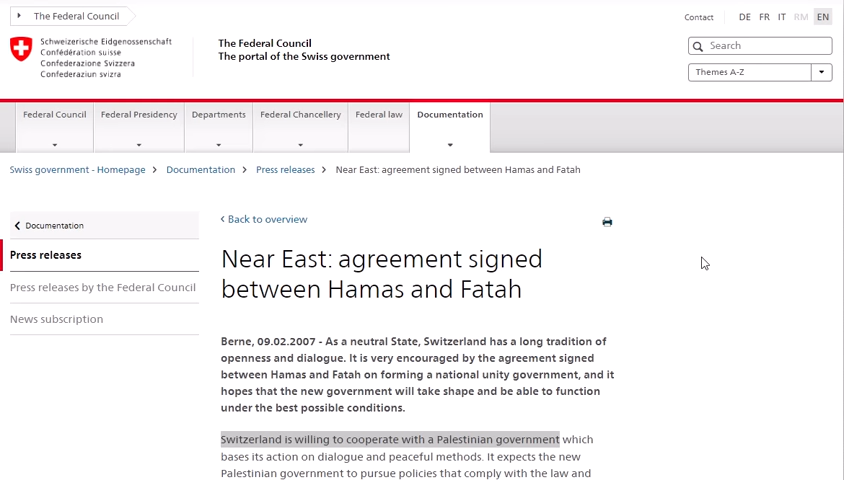 The Federal Council
Contact
DE FR IT RM EN
Schweizerische Eidgenossenschaft
Confédération suisse
Confederazione Svizzera
Confederaziun svizra
The Federal Council
The portal of the Swiss government
Search
Themes A-Z
Federal Council
Federal Presidency
Departments
Federal Chancellery
Federal law
Documentation
Swiss government - Homepage > Documentation > Press releases > Near East: agreement signed between Hamas and Fatah
Documentation
Press releases
Press releases by the Federal Council
News subscription
Back to overview
Near East: agreement signed
between Hamas and Fatah
Berne, 09.02.2007 - As a neutral State, Switzerland has a long tradition of
openness and dialogue. It is very encouraged by the agreement signed
between Hamas and Fatah on forming a national unity government, and it
hopes that the new government will take shape and be able to function
under the best possible conditions.
Switzerland is willing to cooperate with a Palestinian government which
bases its action on dialogue and peaceful methods. It expects the new
Palestinian government to pursue policies that comply with the law and